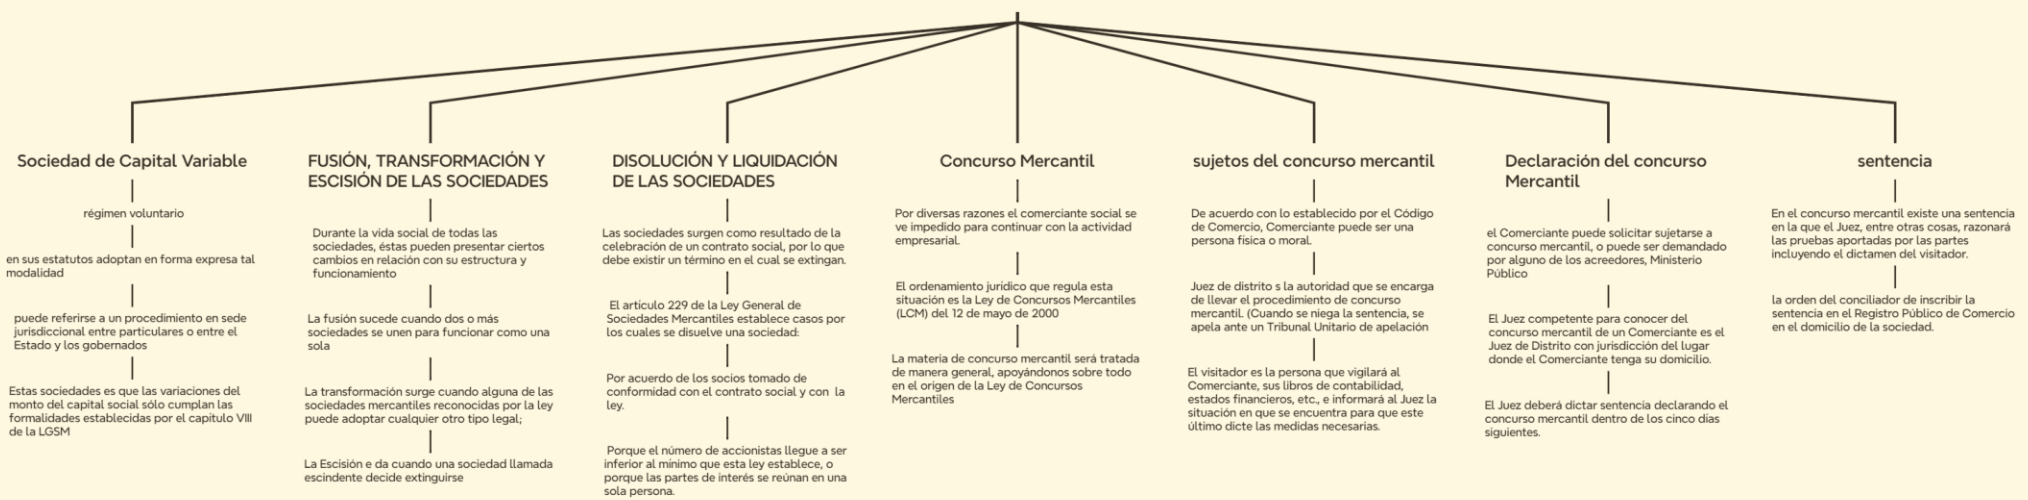 Sociedad de Capital Variable
régimen voluntario
en sus estatutos adoptan en forma expresa tal
modalidad
puede referirse a un procedimiento en sede
jurisdiccional entre particulares o entre el
Estado y los gobernados
Estas sociedades es que las variaciones del
monto del capital social sólo cumplan las
formalidades establecidas por el capítulo VIII
de la LGSM
FUSIÓN, TRANSFORMACIÓN Y
ESCISIÓN DE LAS SOCIEDADES
Durante la vida social de todas las
sociedades, éstas pueden presentar ciertos
cambios en relación con su estructura y
funcionamiento
La fusión sucede cuando dos o más
sociedades se unen para funcionar como una
sola
La transformación surge cuando alguna de las
sociedades mercantiles reconocidas por la ley
puede adoptar cualquier otro tipo legal;
La Escisión e da cuando una sociedad llamada
escindente decide extinguirse
DISOLUCIÓN Y LIQUIDACIÓN
DE LAS SOCIEDADES
Las sociedades surgen como resultado de la
celebración de un contrato social, por lo que
debe existir un término en el cual se extingan.
El artículo 229 de la Ley General de
Sociedades Mercantiles establece casos por
los cuales se disuelve una sociedad:
Por acuerdo de los socios tomado de
conformidad con el contrato social y con la
ley.
Porque el número de accionistas llegue a ser
inferior al mínimo que esta ley establece, o
porque las partes de interés se reúnan en una
sola persona.
Concurso Mercantil
Por diversas razones el comerciante social se
ve impedido para continuar con la actividad
empresarial.
El ordenamiento jurídico que regula esta
situación es la Ley de Concursos Mercantiles
(LCM) del 12 de mayo de 2000
La materia de concurso mercantil será tratada
de manera general, apoyándonos sobre todo
en el origen de la Ley de Concursos
Mercantiles
sujetos del concurso mercantil
De acuerdo con lo establecido por el Código
de Comercio, Comerciante puede ser una
persona física o moral.
Juez de distrito s la autoridad que se encarga
de llevar el procedimiento de concurso
mercantil. (Cuando se niega la sentencia, se
apela ante un Tribunal Unitario de apelación
El visitador es la persona que vigilará al
Comerciante, sus libros de contabilidad,
estados financieros, etc., e informará al Juez la
situación en que se encuentra para que este
último dicte las medidas necesarias.
Declaración del concurso
Mercantil
el Comerciante puede solicitar sujetarse a
concurso mercantil, o puede ser demandado
por alguno de los acreedores, Ministerio
Público
El Juez competente para conocer del
concurso mercantil de un Comerciante es el
Juez de Distrito con jurisdicción del lugar
donde el Comerciante tenga su domicilio.
El Juez deberá dictar sentencia declarando el
concurso mercantil dentro de los cinco días
siguientes.
sentencia
En el concurso mercantil existe una sentencia
en la que el Juez, entre otras cosas, razonará
las pruebas aportadas por las partes
incluyendo el dictamen del visitador.
la orden del conciliador de inscribir la
sentencia en el Registro Público de Comercio
en el domicilio de la sociedad.